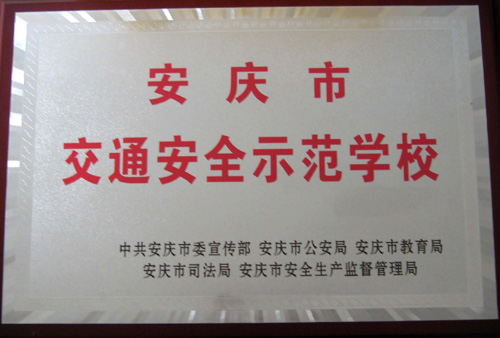 安庆市
交通安全示范学校
中共安庆市委宣传部 安庆市公安局 安庆市教育局
安庆市司法局 安庆市安全生产监督管理局